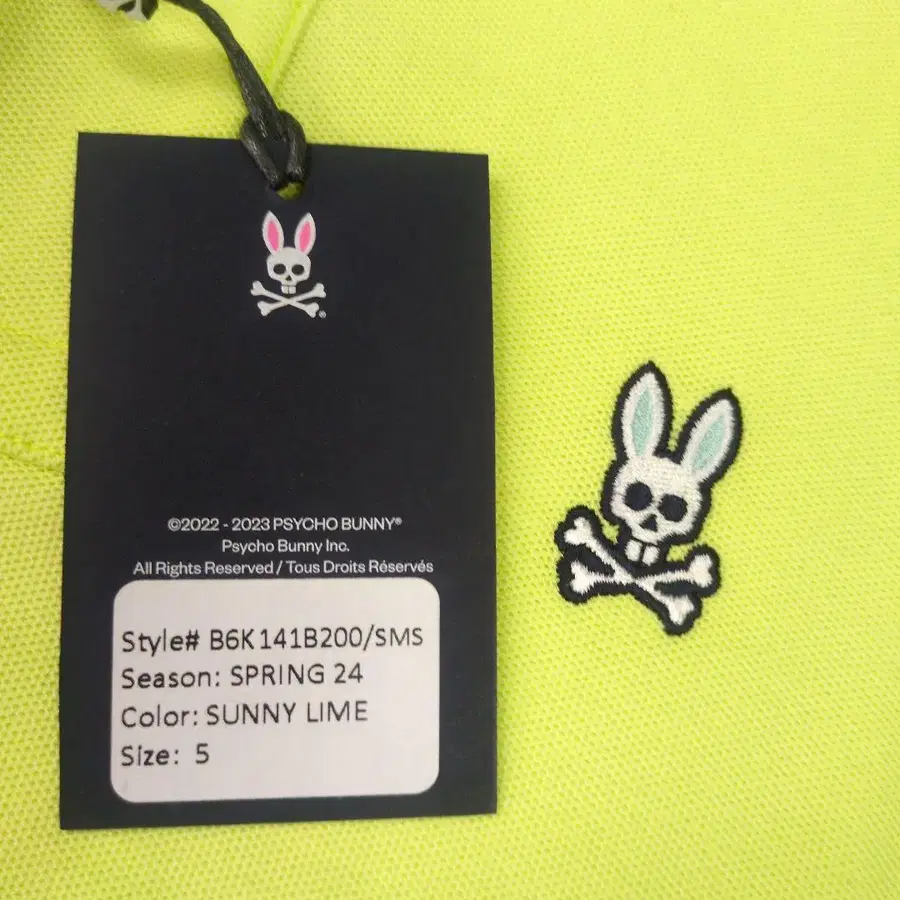 ©2022 - 2023 PSYCHO BUNNY®
Psycho Bunny Inc.
All Rights Reserved / Tous Droits Réservés
Style# B6K141B200/SMS
Season: SPRING 24
Color: SUNNY LIME
Size: 5